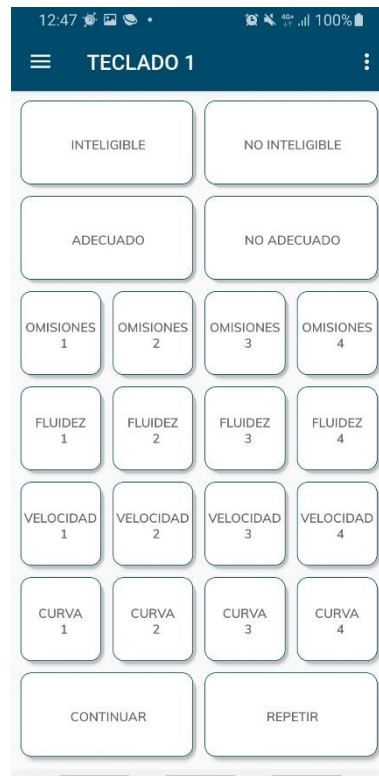 12:47 100%
TECLADO 1
INTELIGIBLE NO INTELIGIBLE
ADECUADO NO ADECUADO
OMISIONES OMISIONES OMISIONES OMISIONES
1 2 3 4
FLUIDEZ FLUIDEZ FLUIDEZ FLUIDEZ
1 2 3 4
VELOCIDAD VELOCIDAD VELOCIDAD VELOCIDAD
1 2 3 4
CURVA CURVA CURVA CURVA
1 2 3 4
CONTINUAR REPETIR